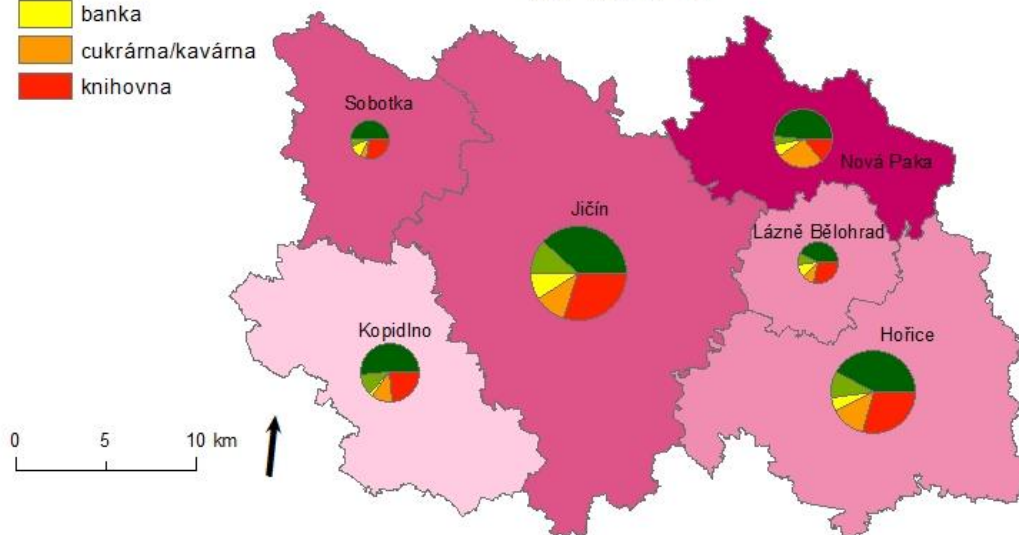 banka
cukrárna/kavárna
knihovna
Sobotka
Nová Paka
Jičín
Lázně Bělohrad
Kopidlno
Hořice
0 5 10 km